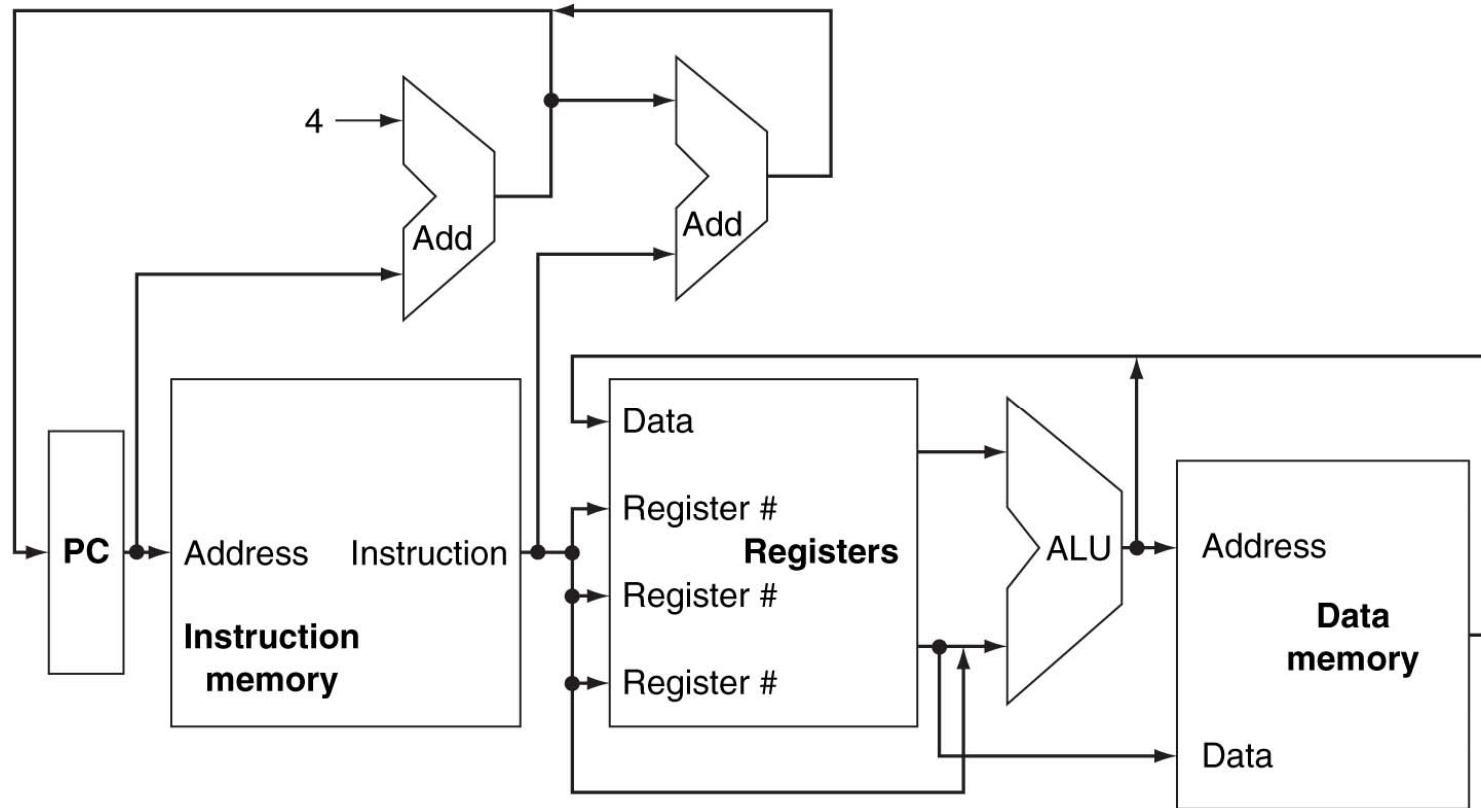 4
Add
Add
Data
Register #
Registers
Register #
Register #
PC
Address
Instruction
Instruction
memory
ALU
Address
Data
memory
Data